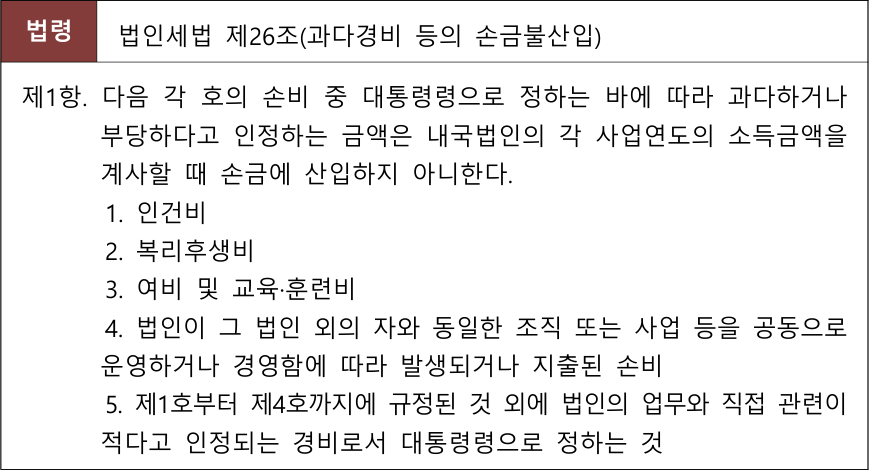 법령
법인세법 제26조(과다경비 등의 손금불산입)
제1항. 다음 각 호의 손비 중 대통령령으로 정하는 바에 따라 과다하거나
부당하다고 인정하는 금액은 내국법인의 각 사업연도의 소득금액을
계사할 때 손금에 산입하지 아니한다.
1. 인건비
2. 복리후생비
3. 여비 및 교육·훈련비
4. 법인이 그 법인 외의 자와 동일한 조직 또는 사업 등을 공동으로
운영하거나 경영함에 따라 발생되거나 지출된 손비
5. 제1호부터 제4호까지에 규정된 것 외에 법인의 업무와 직접 관련이
적다고 인정되는 경비로서 대통령령으로 정하는 것